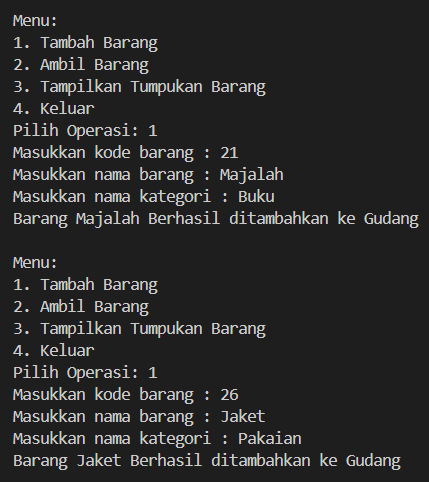 Menu:
1. Tambah Barang
2. Ambil Barang
3. Tampilkan Tumpukan Barang
4. Keluar
Pilih Operasi: 1
Masukkan kode barang : 21
Masukkan nama barang : Majalah
Masukkan nama kategori : Buku
Barang Majalah Berhasil ditambahkan ke Gudang
Menu:
1. Tambah Barang
2. Ambil Barang
3. Tampilkan Tumpukan Barang
4. Keluar
Pilih Operasi: 1
Masukkan kode barang : 26
Masukkan nama barang : Jaket
Masukkan nama kategori : Pakaian
Barang Jaket Berhasil ditambahkan ke Gudang